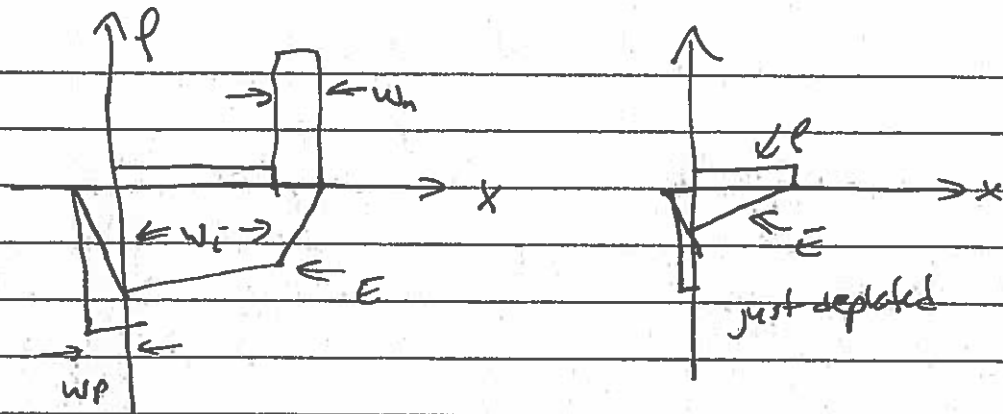 ρ
← Wn
ρ
x
x
← Wi →
← E
E
just depleted
Wp